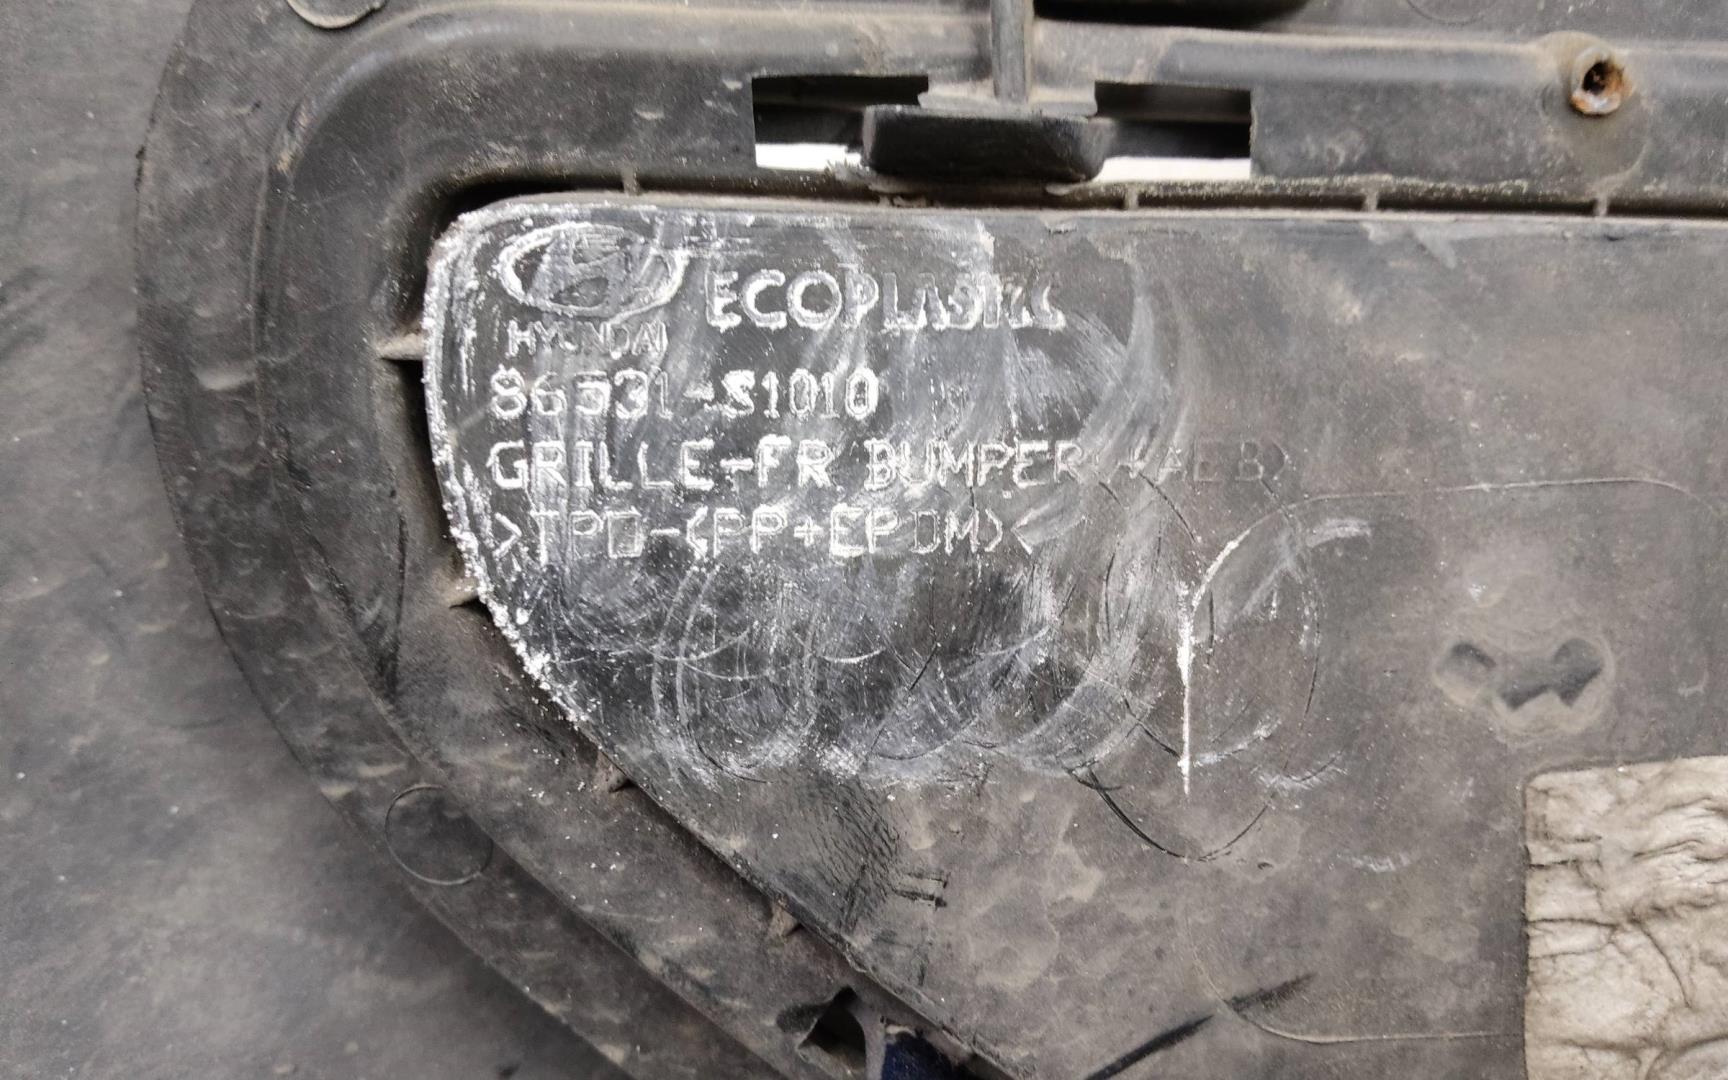 HYUNDAI ECOPLASTIC
86531-S1010
GRILLE-FR BUMPER(+AEB)
>TPO-(PP+EPDM)<